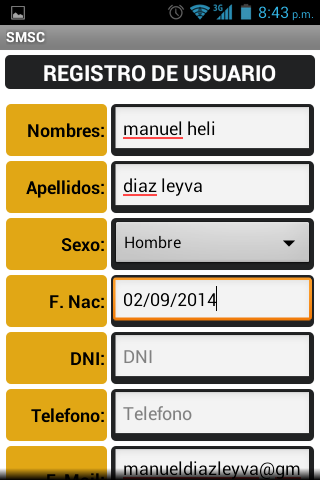 3G 8:43 p.m.
SMSC
REGISTRO DE USUARIO
Nombres: manuel heli
Apellidos: diaz leyva
Sexo: Hombre
F. Nac: 02/09/2014
DNI: DNI
Telefono: Telefono
E-Mail: manueldiazleyva@gm